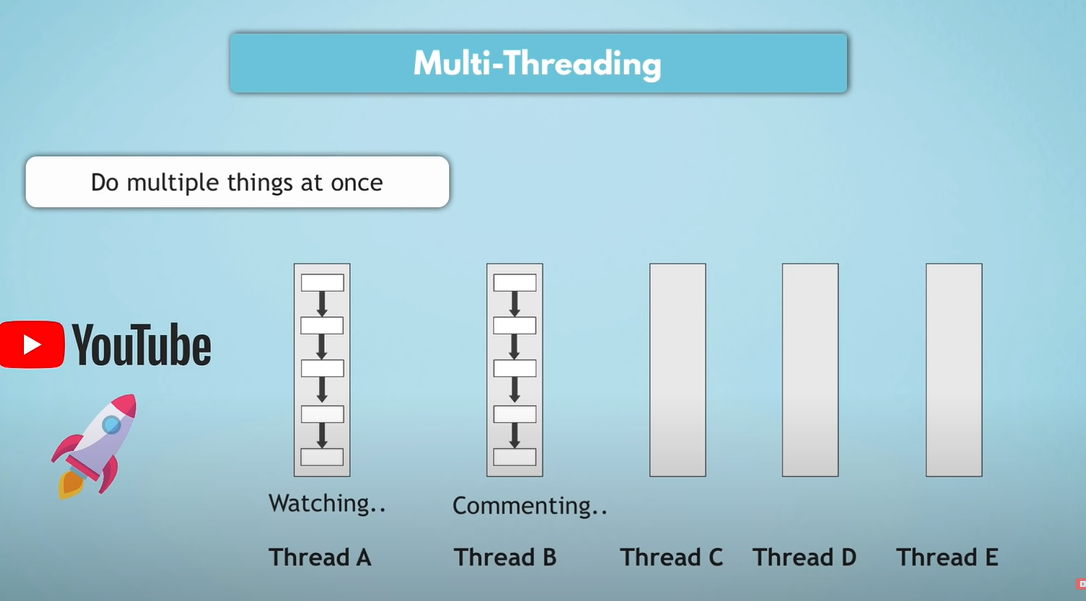 Multi-Threading
Do multiple things at once
YouTube
Watching..
Commenting..
Thread A
Thread B
Thread C
Thread D
Thread E